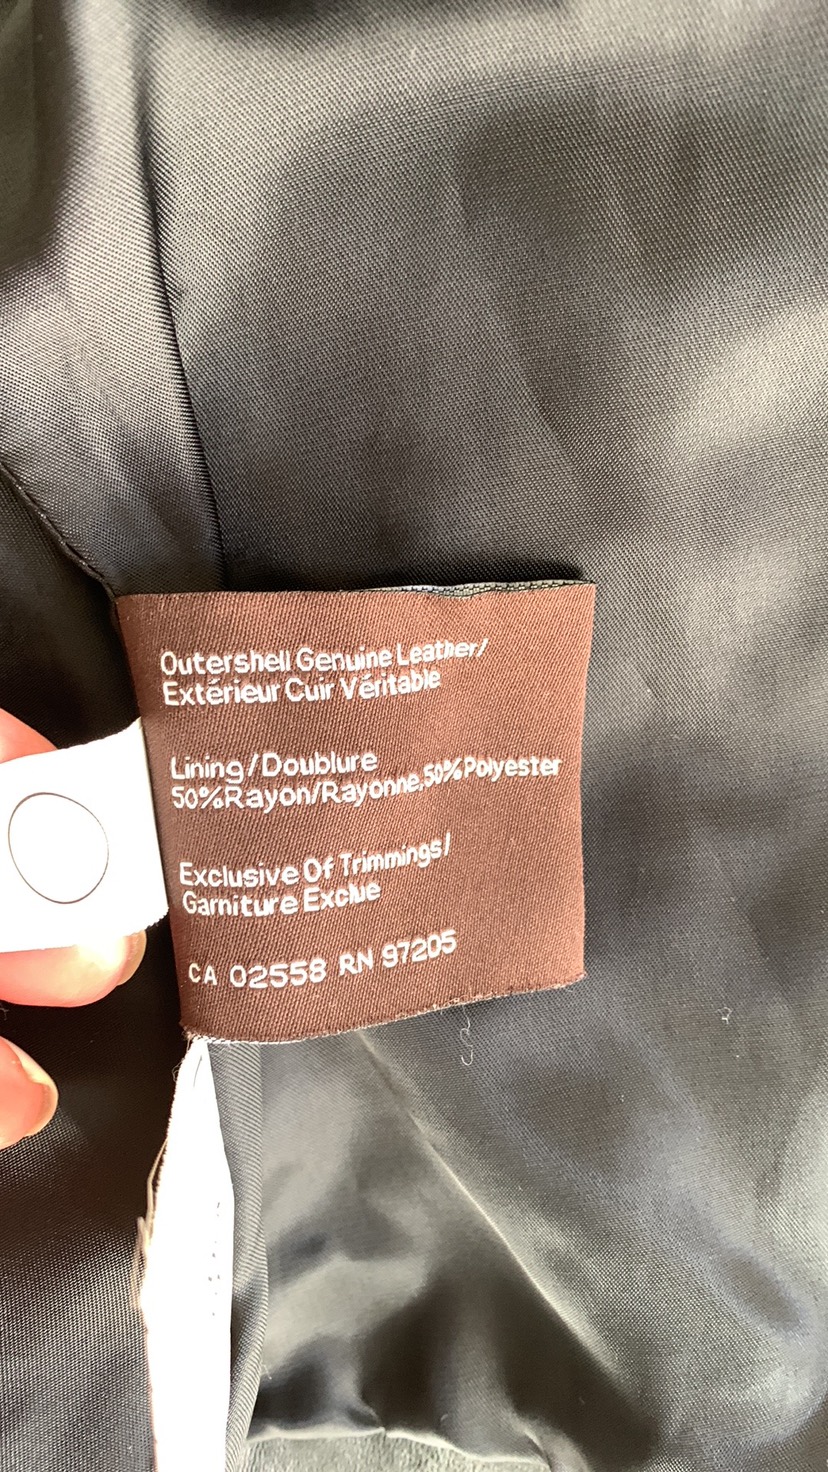 Outershell Genuine Leather/
Extérieur Cuir Véritable
Lining/Doublure
50%Rayon/Rayonne,50%Polyester
Exclusive Of Trimmings/
Garniture Exclue
CA 02558 RN 97205